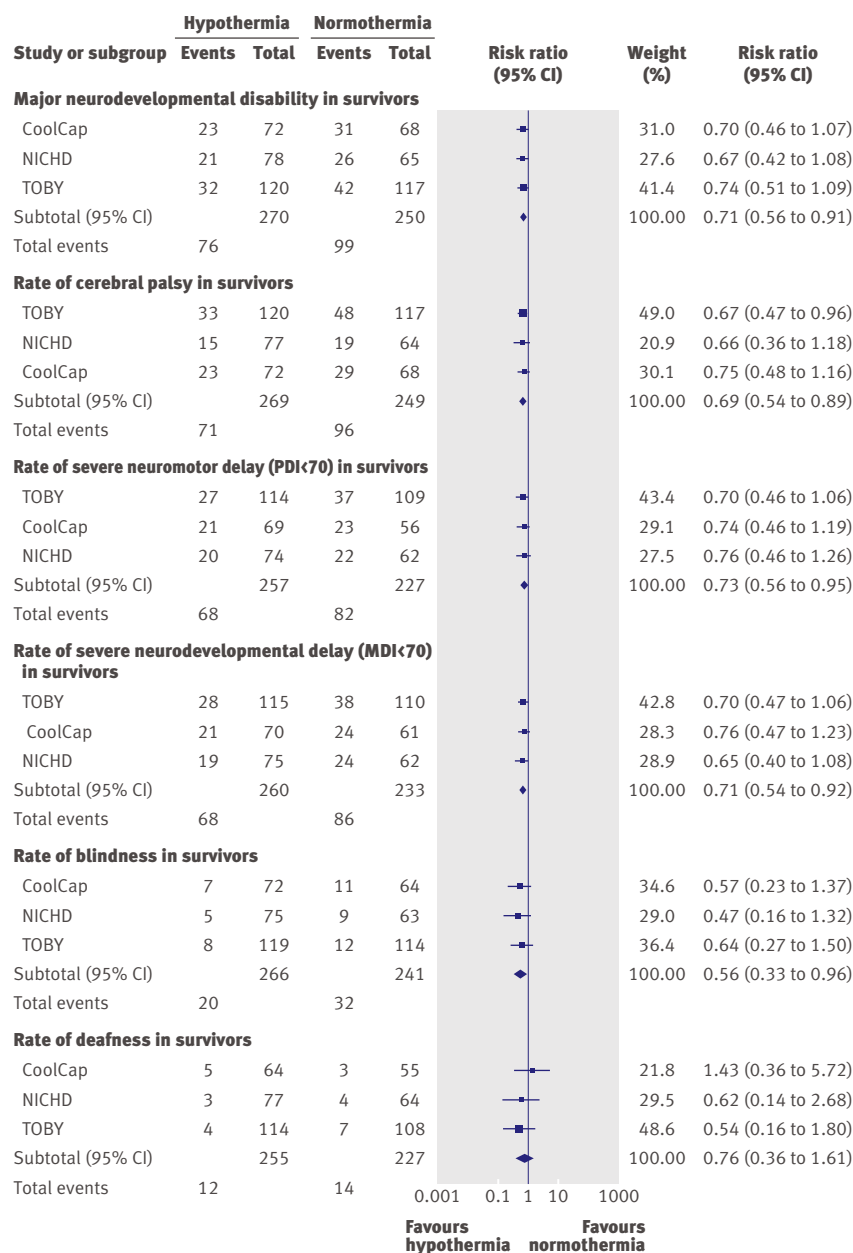 Hypothermia Normothermia
Study or subgroup Events Total Events Total Risk ratio (95% CI) Weight (%) Risk ratio (95% CI)
Major neurodevelopmental disability in survivors
CoolCap 23 72 31 68 31.0 0.70 (0.46 to 1.07)
NICHD 21 78 26 65 27.6 0.67 (0.42 to 1.08)
TOBY 32 120 42 117 41.4 0.74 (0.51 to 1.09)
Subtotal (95% CI) 270 250 100.00 0.71 (0.56 to 0.91)
Total events 76 99
Rate of cerebral palsy in survivors
TOBY 33 120 48 117 49.0 0.67 (0.47 to 0.96)
NICHD 15 77 19 64 20.9 0.66 (0.36 to 1.18)
CoolCap 23 72 29 68 30.1 0.75 (0.48 to 1.16)
Subtotal (95% CI) 269 249 100.00 0.69 (0.54 to 0.89)
Total events 71 96
Rate of severe neuromotor delay (PDI<70) in survivors
TOBY 27 114 37 109 43.4 0.70 (0.46 to 1.06)
CoolCap 21 69 23 56 29.1 0.74 (0.46 to 1.19)
NICHD 20 74 22 62 27.5 0.76 (0.46 to 1.26)
Subtotal (95% CI) 257 227 100.00 0.73 (0.56 to 0.95)
Total events 68 82
Rate of severe neurodevelopmental delay (MDI<70)
in survivors
TOBY 28 115 38 110 42.8 0.70 (0.47 to 1.06)
CoolCap 21 70 24 61 28.3 0.76 (0.47 to 1.23)
NICHD 19 75 24 62 28.9 0.65 (0.40 to 1.08)
Subtotal (95% CI) 260 233 100.00 0.71 (0.54 to 0.92)
Total events 68 86
Rate of blindness in survivors
CoolCap 7 72 11 64 34.6 0.57 (0.23 to 1.37)
NICHD 5 75 9 63 29.0 0.47 (0.16 to 1.32)
TOBY 8 119 12 114 36.4 0.64 (0.27 to 1.50)
Subtotal (95% CI) 266 241 100.00 0.56 (0.33 to 0.96)
Total events 20 32
Rate of deafness in survivors
CoolCap 5 64 3 55 21.8 1.43 (0.36 to 5.72)
NICHD 3 77 4 64 29.5 0.62 (0.14 to 2.68)
TOBY 4 114 7 108 48.6 0.54 (0.16 to 1.80)
Subtotal (95% CI) 255 227 100.00 0.76 (0.36 to 1.61)
Total events 12 14
0.001 0.1 1 10 1000
Favours Favours
hypothermia normothermia